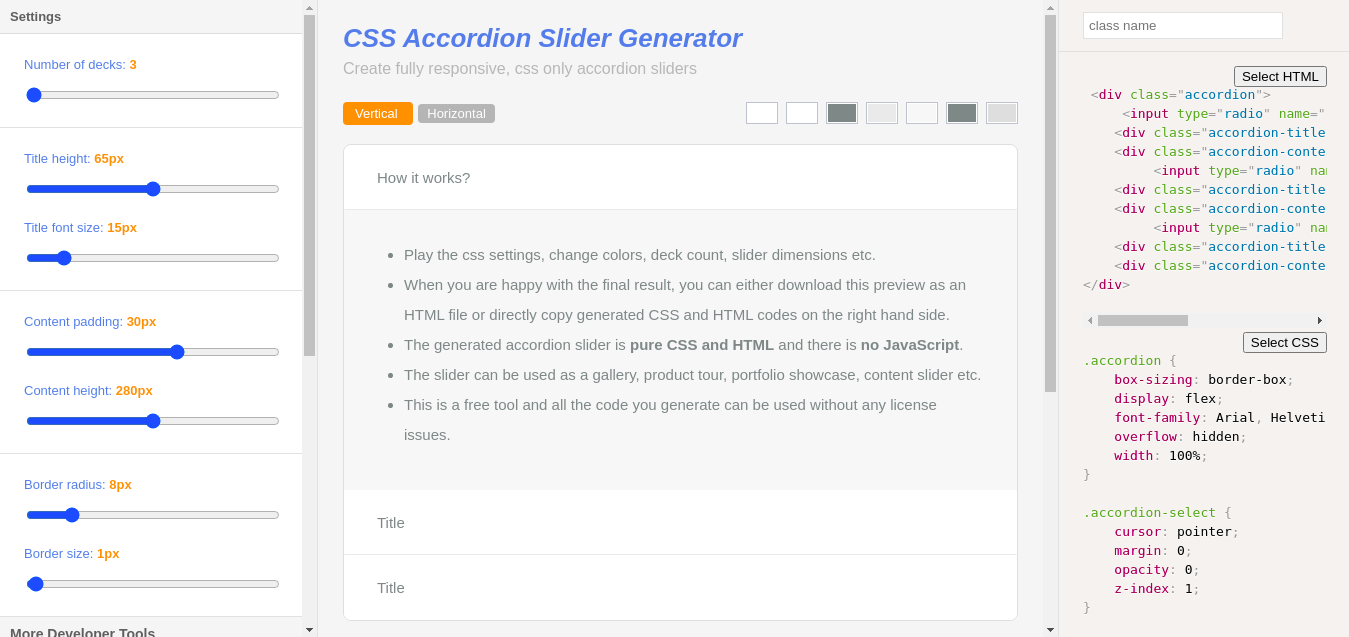 Settings
Number of decks: 3
Title height: 65px
Title font size: 15px
Content padding: 30px
Content height: 280px
Border radius: 8px
Border size: 1px
More Developer Tools
CSS Accordion Slider Generator
Create fully responsive, css only accordion sliders
Vertical Horizontal
How it works?
• Play the css settings, change colors, deck count, slider dimensions etc.
• When you are happy with the final result, you can either download this preview as an
HTML file or directly copy generated CSS and HTML codes on the right hand side.
• The generated accordion slider is pure CSS and HTML and there is no JavaScript.
• The slider can be used as a gallery, product tour, portfolio showcase, content slider etc.
• This is a free tool and all the code you generate can be used without any license
issues.
Title
Title
class name
Select HTML
<div class="accordion">
<input type="radio" name="
<div class="accordion-title
<div class="accordion-conte
<input type="radio" nam
<div class="accordion-title
<div class="accordion-conte
<input type="radio" nam
<div class="accordion-title
<div class="accordion-conte
</div>
Select CSS
.accordion {
box-sizing: border-box;
display: flex;
font-family: Arial, Helveti
overflow: hidden;
width: 100%;
}
.accordion-select {
cursor: pointer;
margin: 0;
opacity: 0;
z-index: 1;
}